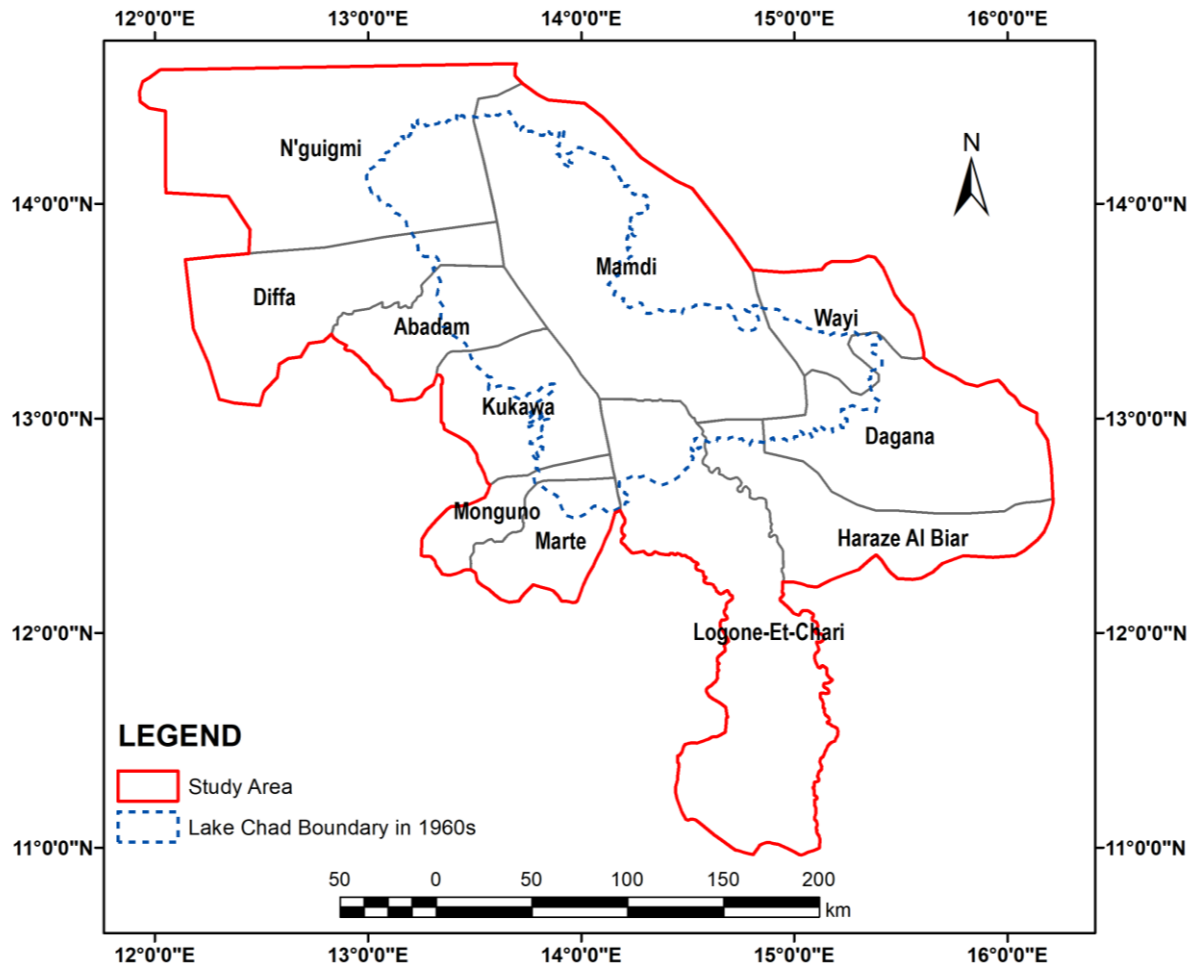 12°0'0"E
13°0'0"E
14°0'0"E
15°0'0"E
16°0'0"E
N
N'guigmi
14°0'0"N
14°0'0"N
Mamdi
Diffa
Wayi
Abadam
Kukawa
13°0'0"N
13°0'0"N
Dagana
Monguno
Marte
Haraze Al Biar
12°0'0"N
Logone-Et-Chari
12°0'0"N
LEGEND
Study Area
Lake Chad Boundary in 1960s
11°0'0"N
11°0'0"N
50 0 50 100 150 200
km
12°0'0"E
13°0'0"E
14°0'0"E
15°0'0"E
16°0'0"E